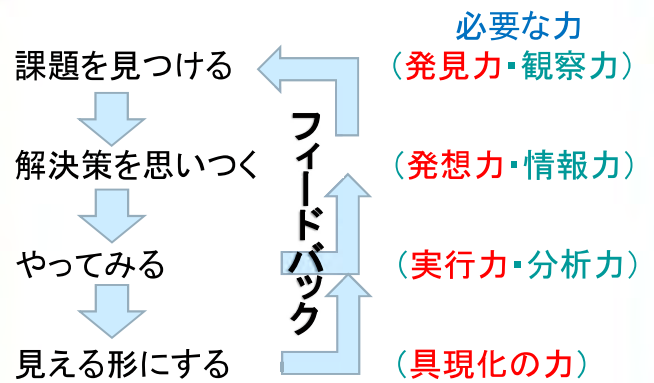 必要な力
課題を見つける (発見力・観察力)
解決策を思いつく (発想力・情報力)
やってみる (実行力・分析力)
見える形にする (具現化の力)
フィードバック